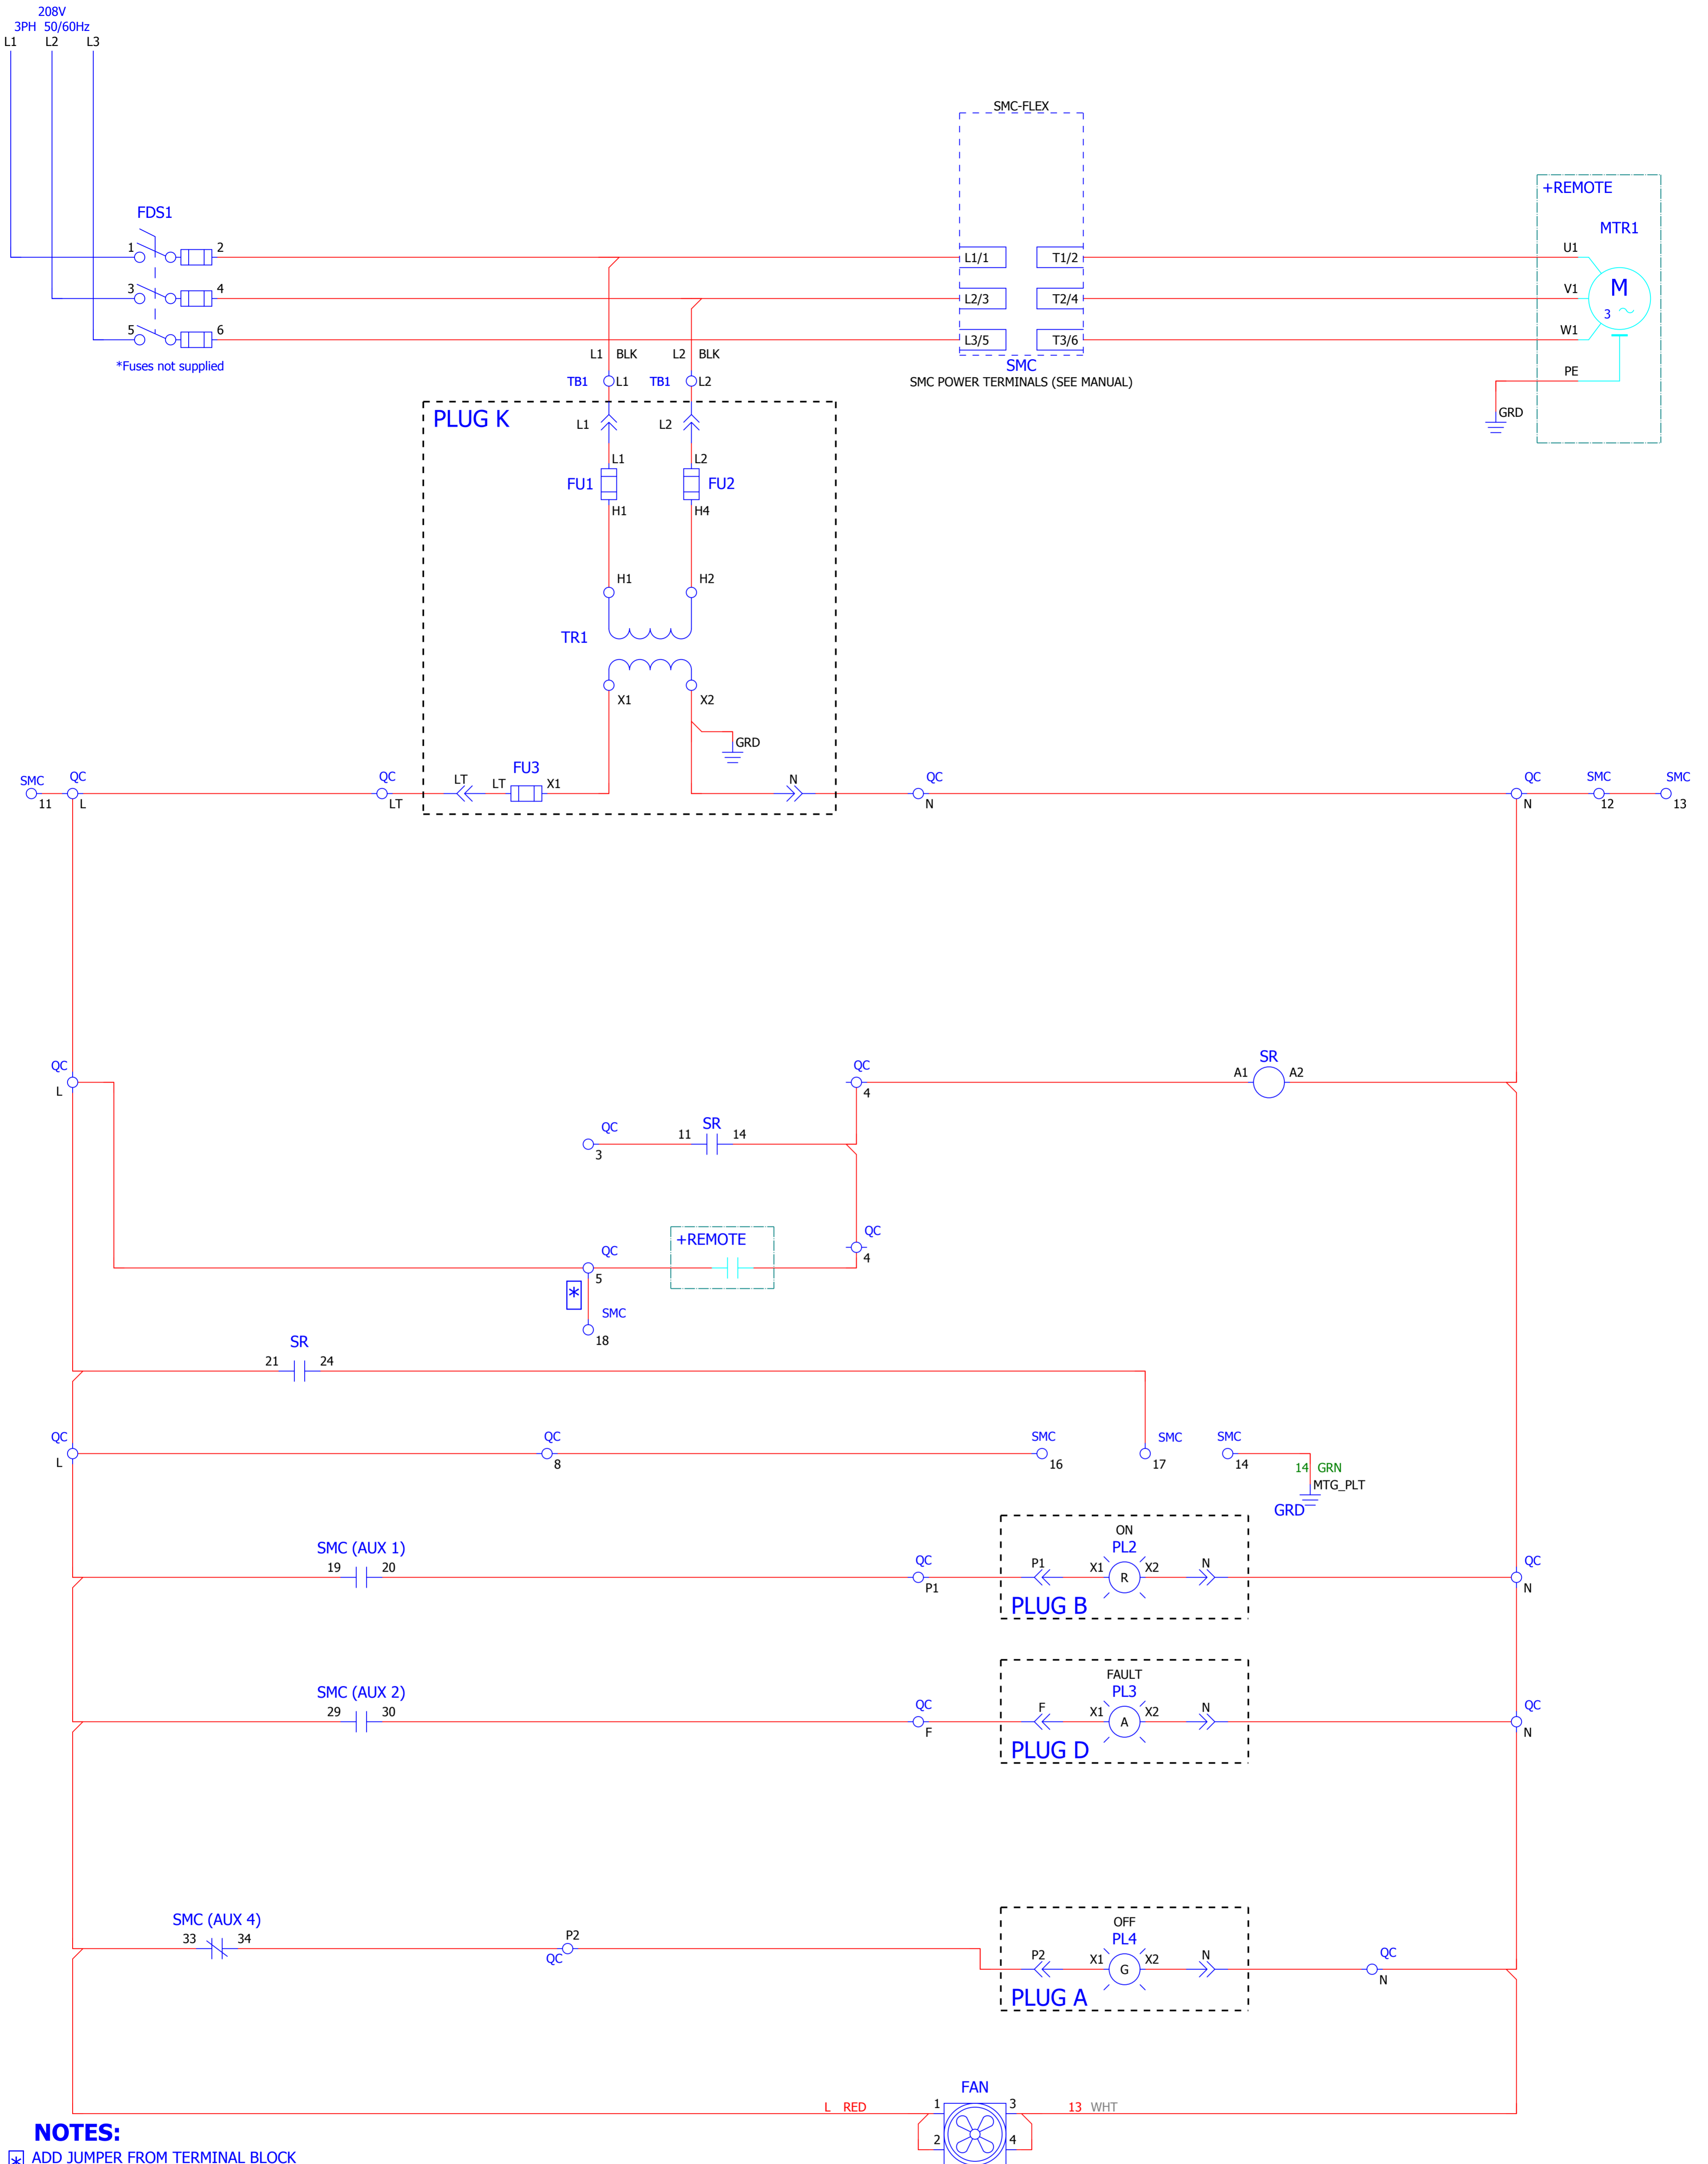 208V
3PH 50/60Hz
L1 L2 L3
SMC-FLEX
+REMOTE
MTR1
FDS1
1 2 L1/1 T1/2 U1
3 4 L2/3 T2/4 V1 M
3
5 6 L3/5 T3/6 W1
*Fuses not supplied
SMC
SMC POWER TERMINALS (SEE MANUAL)
PE
GRD
L1 BLK L2 BLK
TB1 L1 TB1 L2
PLUG K
L1 L2
L1 L2
FU1 FU2
H1 H4
H1 H2
TR1
X1 X2
GRD
SMC QC QC LT LT FU3 X1 N QC QC SMC SMC
11 L LT N N 12 13
QC QC SR
L 4 A1 A2
QC 11 SR 14
3
QC +REMOTE QC
5 4
*
SMC
18
SR
21 24
QC QC SMC SMC SMC
L 8 16 17 14
14 GRN
MTG_PLT
GRD
SMC (AUX 1)
19 20
QC
P1
ON
PL2
P1 X1 R X2 N
PLUG B
QC
N
SMC (AUX 2)
29 30
QC
F
FAULT
PL3
F X1 A X2 N
PLUG D
QC
N
SMC (AUX 4)
33 34
P2
QC
OFF
PL4
P2 X1 G X2 N
PLUG A
QC
N
FAN
L RED 1 3 13 WHT
2 4
NOTES:
* ADD JUMPER FROM TERMINAL BLOCK